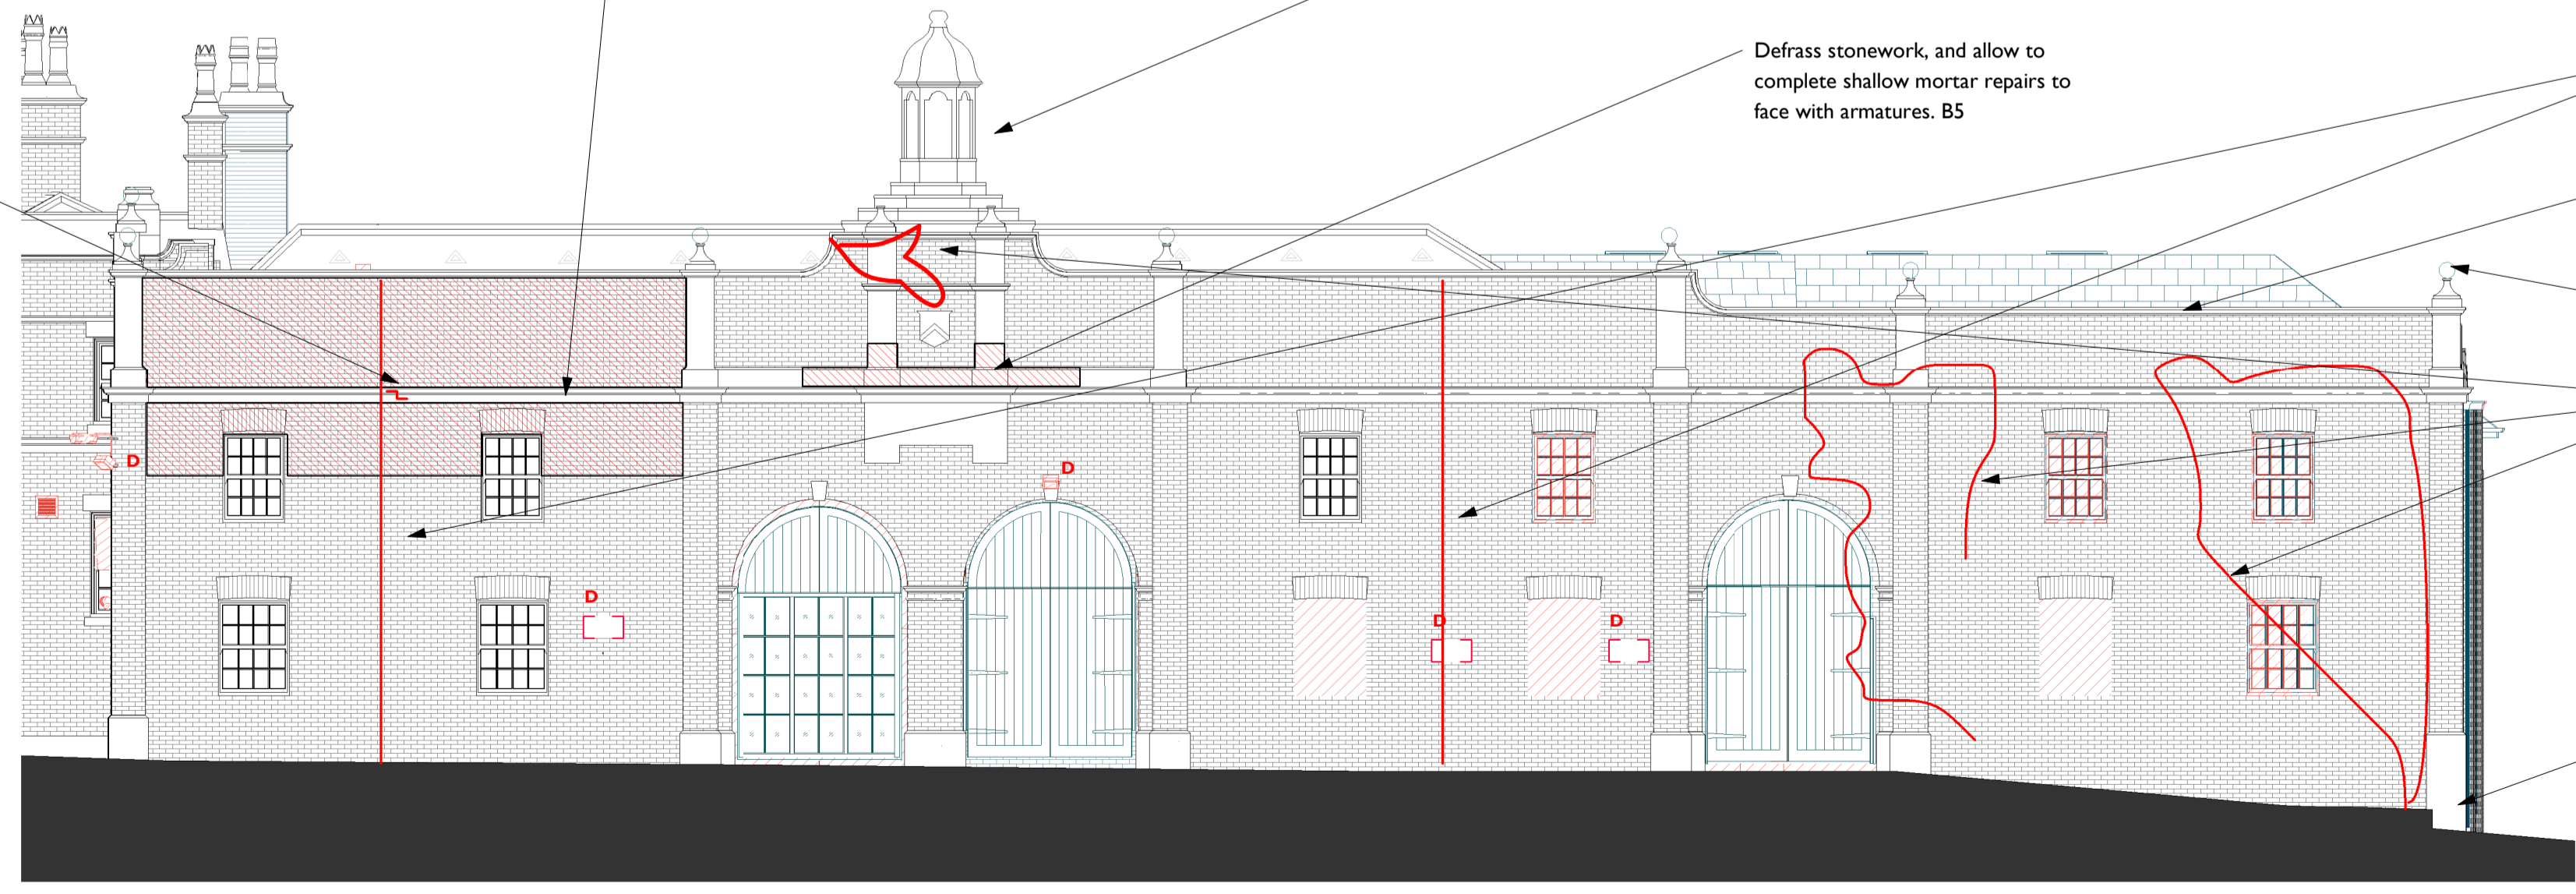 Defrass stonework, and allow to
complete shallow mortar repairs to
face with armatures. B5
D
D
D
D
D